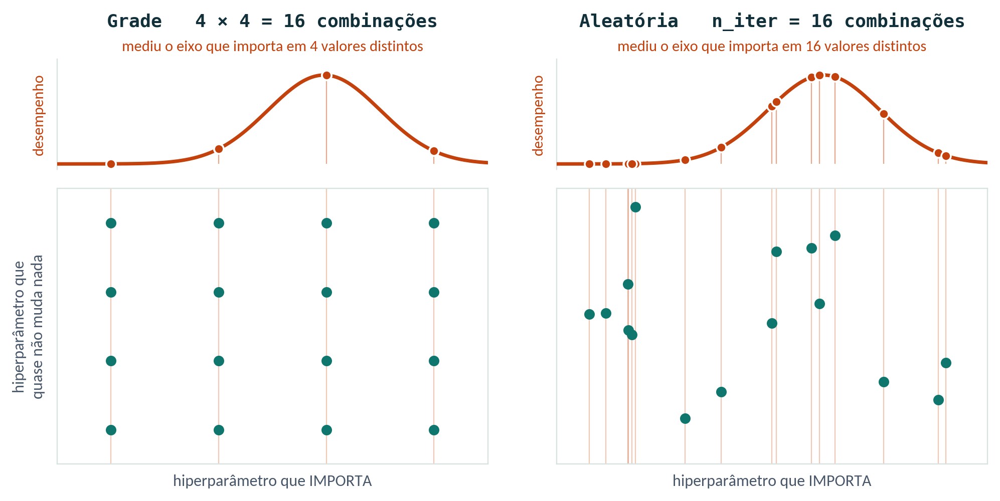 Grade   4 × 4 = 16 combinações
mediu o eixo que importa em 4 valores distintos
desempenho
hiperparâmetro que
quase não muda nada
hiperparâmetro que IMPORTA
Aleatória   n_iter = 16 combinações
mediu o eixo que importa em 16 valores distintos
desempenho
hiperparâmetro que IMPORTA